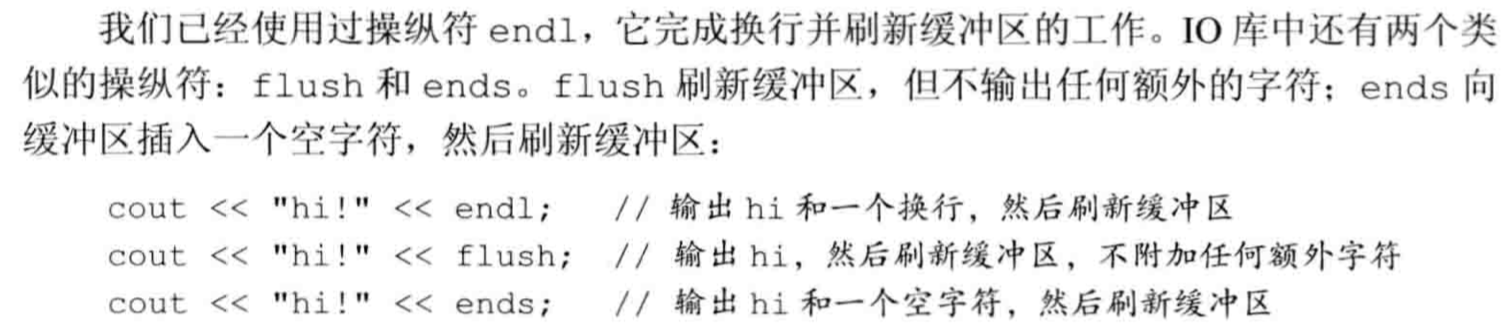 我们已经使用过操纵符 endl，它完成换行并刷新缓冲区的工作。IO 库中还有两个类
似的操纵符：flush 和 ends。flush 刷新缓冲区，但不输出任何额外的字符；ends 向
缓冲区插入一个空字符，然后刷新缓冲区：
cout << "hi!" << endl;   // 输出 hi 和一个换行，然后刷新缓冲区
cout << "hi!" << flush;  // 输出 hi，然后刷新缓冲区，不附加任何额外字符
cout << "hi!" << ends;   // 输出 hi 和一个空字符，然后刷新缓冲区